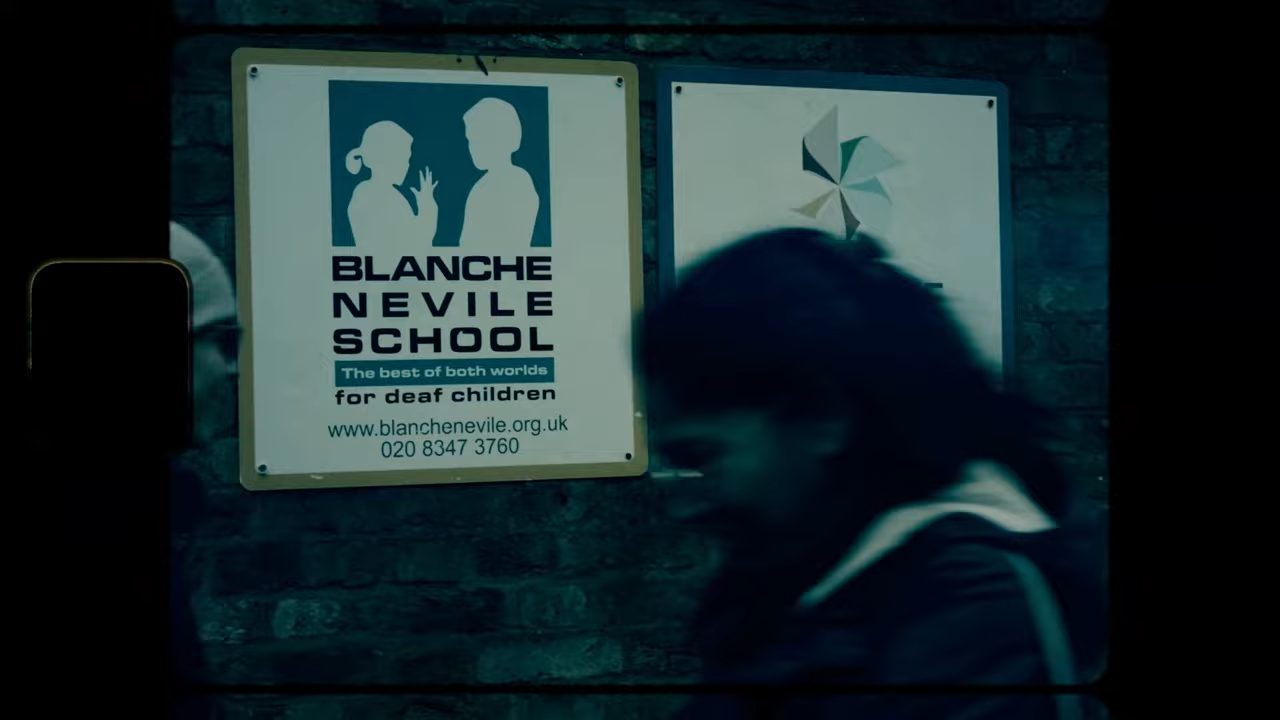 BLANCHE
NEVILE
SCHOOL
The best of both worlds
for deaf children
www.blanchenevile.org.uk
020 8347 3760